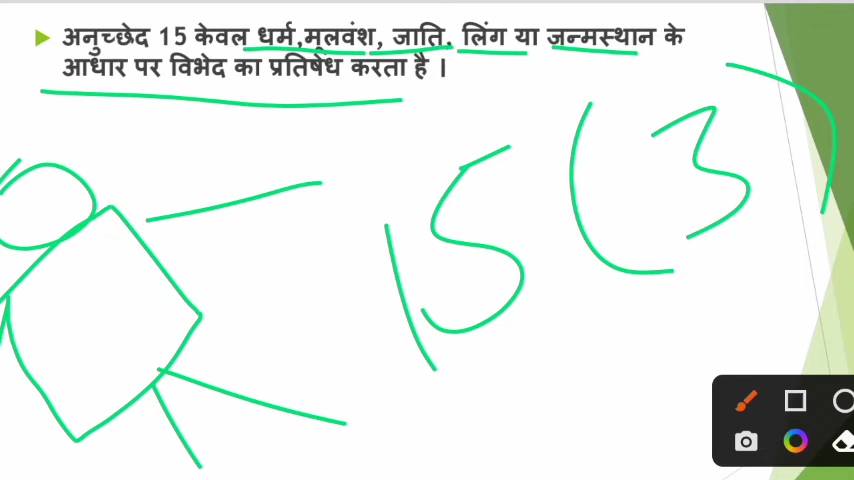 अनुच्छेद 15 केवल धर्म,मूलवंश, जाति, लिंग या जन्मस्थान के
आधार पर विभेद का प्रतिषेध करता है ।
15 (3)